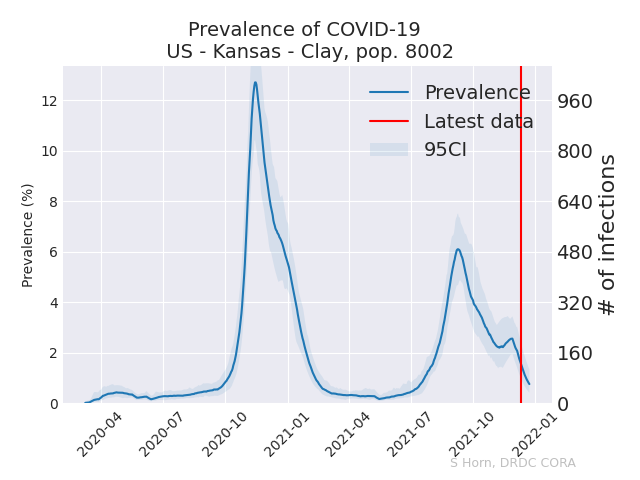 Prevalence of COVID-19
US - Kansas - Clay, pop. 8002
Prevalence (%)
12
10
8
6
4
2
0
960
800
640
480
320
160
0
# of infections
Prevalence
Latest data
95CI
2020-04
2020-07
2020-10
2021-01
2021-04
2021-07
2021-10
2022-01
S Horn, DRDC CORA